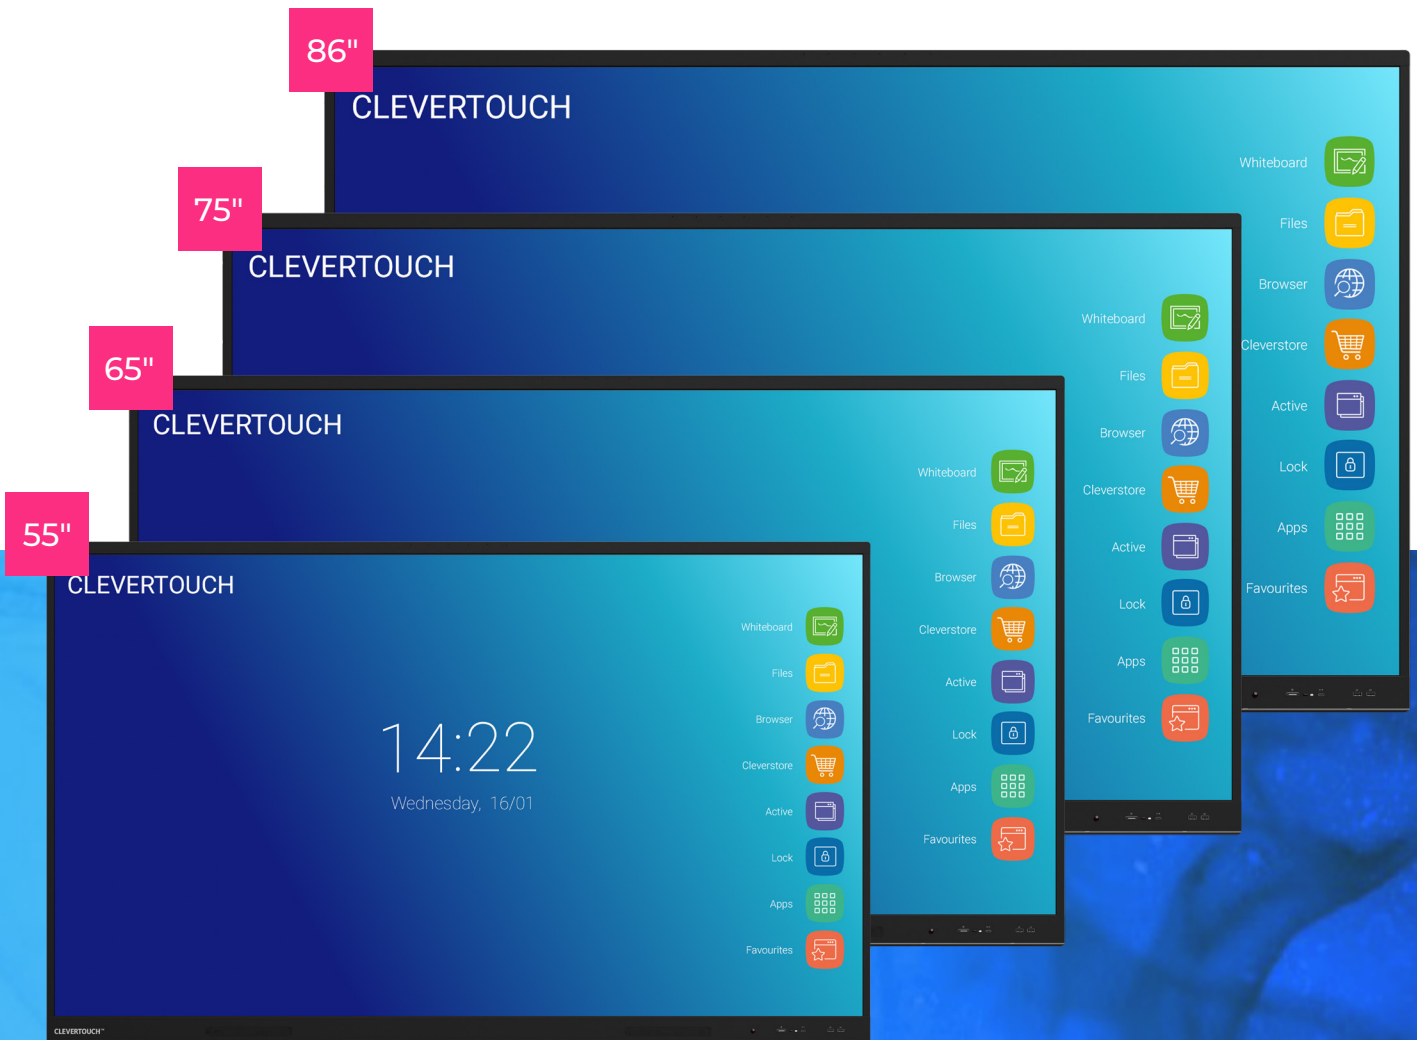 86"
CLEVERTOUCH
Whiteboard
Files
Browser
Cleverstore
Active
Lock
Apps
Favourites
75"
CLEVERTOUCH
Whiteboard
Files
Browser
Cleverstore
Active
Lock
Apps
Favourites
65"
CLEVERTOUCH
Whiteboard
Files
Browser
Cleverstore
Active
Lock
Apps
Favourites
55"
CLEVERTOUCH
Whiteboard
Files
Browser
Cleverstore
Active
Lock
Apps
Favourites
14:22
Wednesday, 16/01
CLEVERTOUCH™